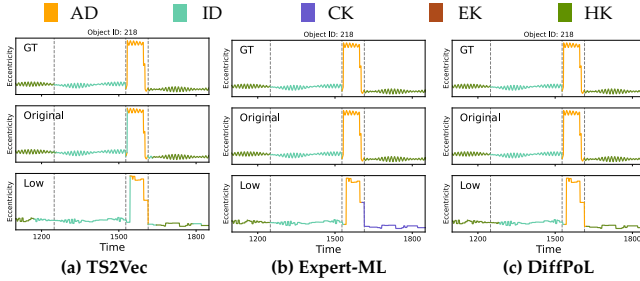 AD ID CK EK HK
Object ID: 218 Object ID: 218 Object ID: 218
Eccentricity GT Eccentricity GT Eccentricity GT
Eccentricity Original Eccentricity Original Eccentricity Original
Eccentricity Low Eccentricity Low Eccentricity Low
1200 1500 1800 1200 1500 1800 1200 1500 1800
Time Time Time
(a) TS2Vec (b) Expert-ML (c) DiffPoL